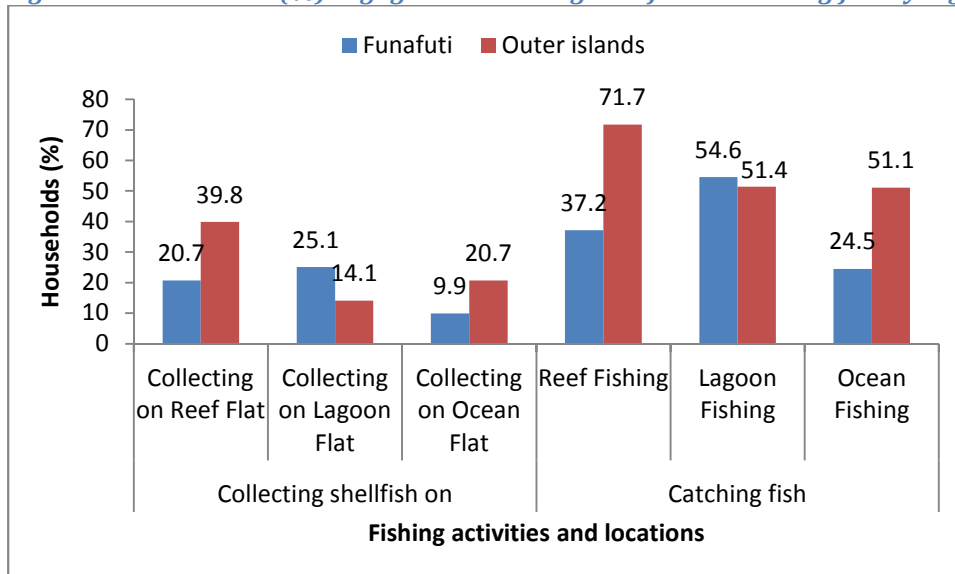 Funafuti Outer islands
Households (%)
80
70
60
50
40
30
20
10
0
20.7 39.8
25.1 14.1
9.9 20.7
37.2 71.7
54.6 51.4
24.5 51.1
Collecting
on Reef Flat
Collecting
on Lagoon
Flat
Collecting
on Ocean
Flat
Reef Fishing
Lagoon
Fishing
Ocean
Fishing
Collecting shellfish on
Catching fish
Fishing activities and locations